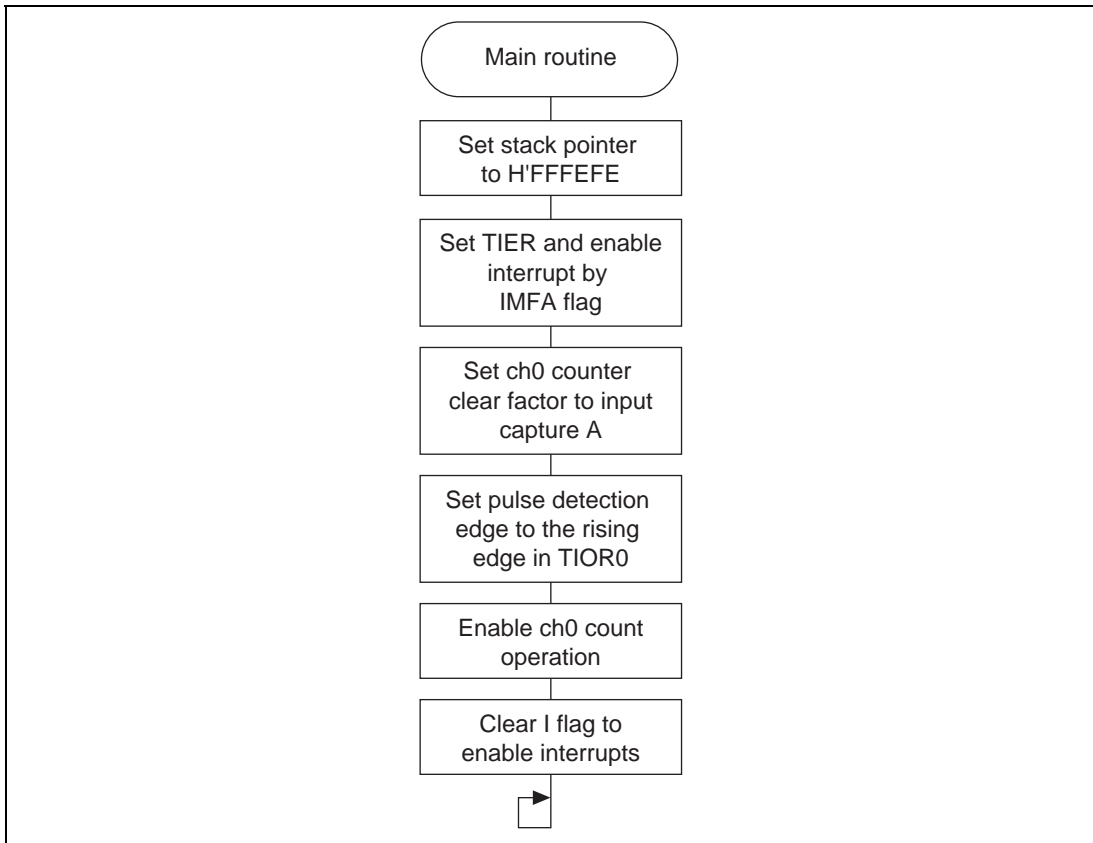 Main routine
Set stack pointer
to H'FFFEFE
Set TIER and enable
interrupt by
IMFA flag
Set ch0 counter
clear factor to input
capture A
Set pulse detection
edge to the rising
edge in TIOR0
Enable ch0 count
operation
Clear I flag to
enable interrupts